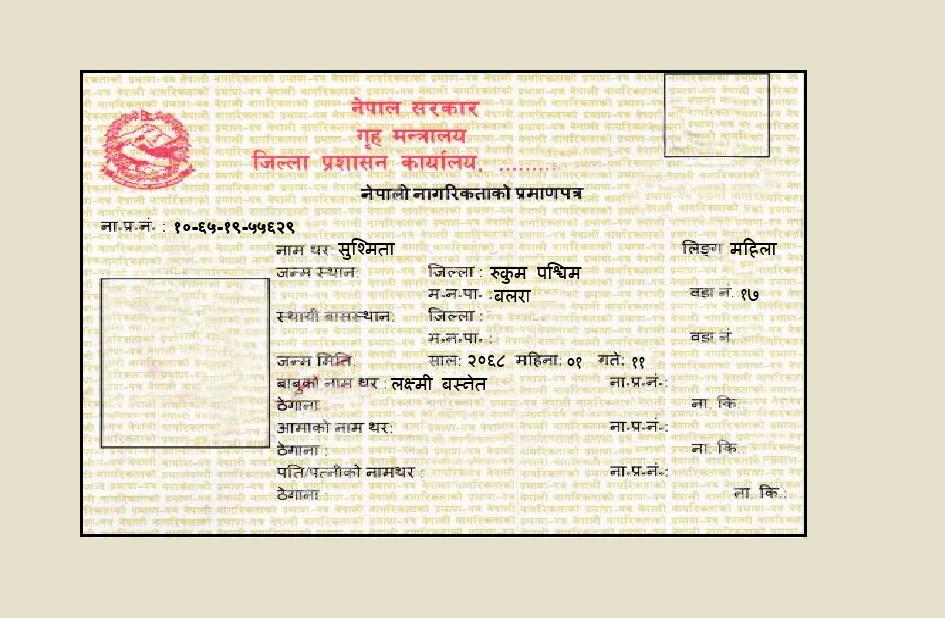 नेपाल सरकार
गृह मन्त्रालय
जिल्ला प्रशासन कार्यालय, .........
नेपाली नागरिकताको प्रमाणपत्र
ना.प्र.नं. : १०-६५-१९-५५६२९
नाम थर सुश्मिता लिङ्ग महिला
जन्म स्थान: जिल्ला : रुकुम पश्चिम
म.न.पा. :बलरा वडा नं. १७
स्थायी बासस्थान: जिल्ला :
म.न.पा. : वडा नं
जन्म मिति: साल: २०६८ महिना: ०१ गते: ११
बाबुको नाम थर : लक्ष्मी बस्नेत ना.प्र.नं.:
ठेगाना ना. कि.
आमाको नाम थर: ना.प्र.नं.:
ठेगाना : ना. कि.
पति/पत्नीको नामथर : ना.प्र.नं.:
ठेगाना : ना. कि.: